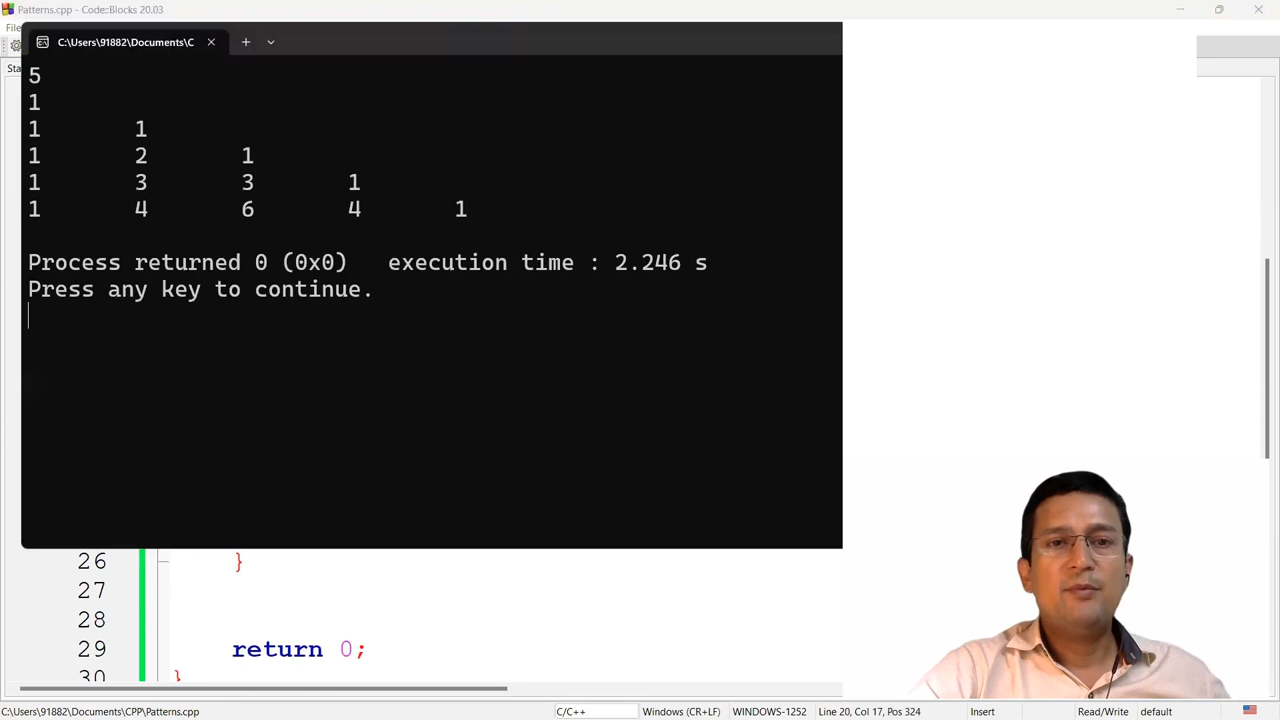 Patterns.cpp - Code::Blocks 20.03
File
C:\Users\91882\Documents\C
Sta
5
1
1 1
1 2 1
1 3 3 1
1 4 6 4 1
Process returned 0 (0x0) execution time : 2.246 s
Press any key to continue.
26 }
27
28
29 return 0;
30 }
C:\Users\91882\Documents\CPP\Patterns.cpp C/C++ Windows (CR+LF) WINDOWS-1252 Line 20, Col 17, Pos 324 Insert Read/Write default